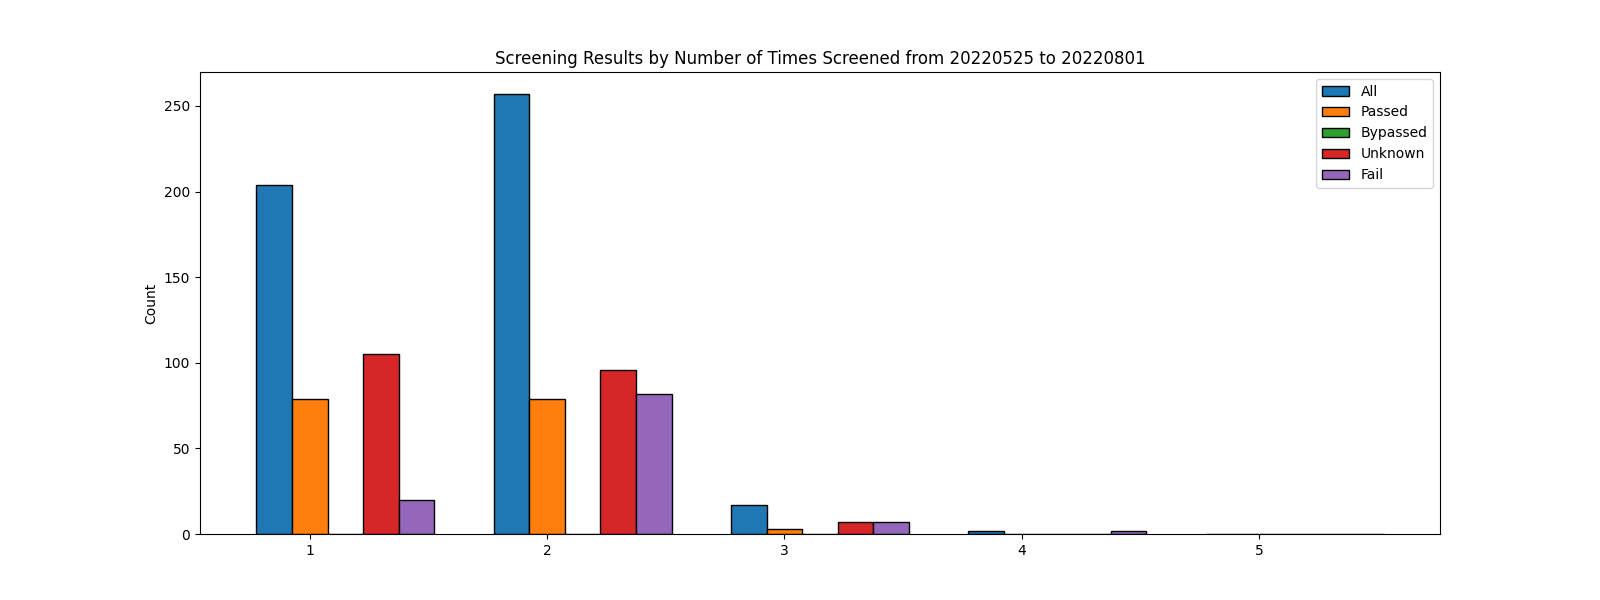 Screening Results by Number of Times Screened from 20220525 to 20220801
Count
250
200
150
100
50
0
1
2
3
4
5
All
Passed
Bypassed
Unknown
Fail